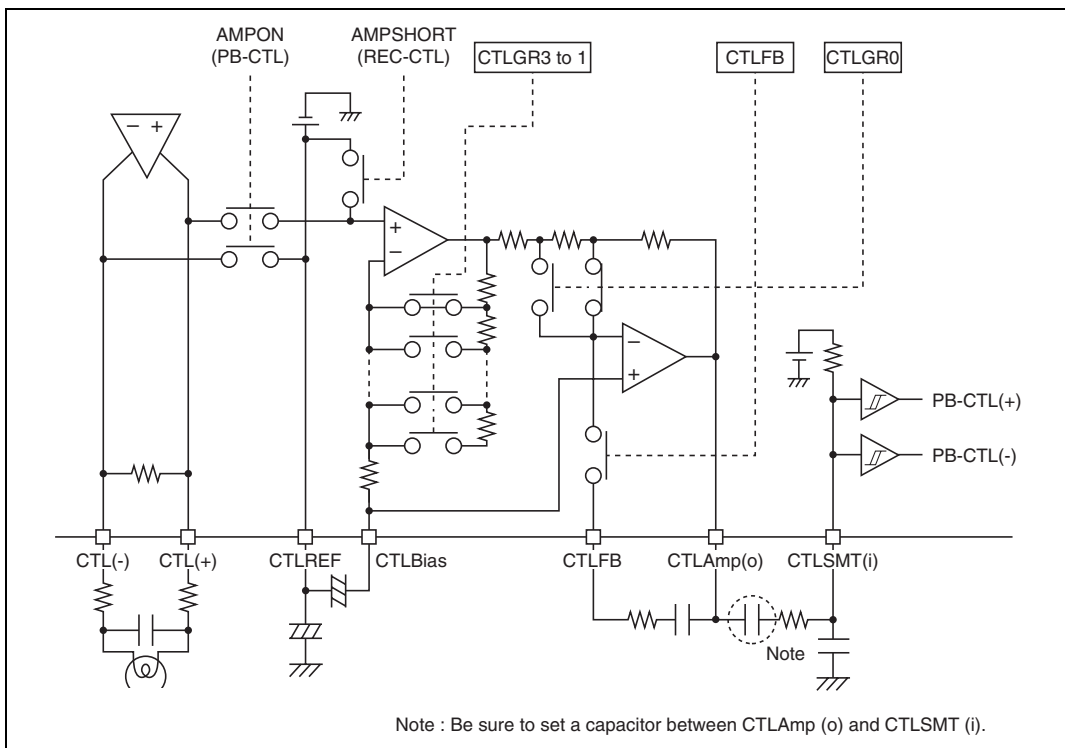 AMPON
(PB-CTL)
AMPSHORT
(REC-CTL)
CTLGR3 to 1
CTLFB
CTLGR0
- +
+
-
-
+
PB-CTL(+)
PB-CTL(-)
CTL(-)
CTL(+)
CTLREF
CTLBias
CTLFB
CTLAmp(o)
CTLSMT(i)
Note
Note : Be sure to set a capacitor between CTLAmp (o) and CTLSMT (i).